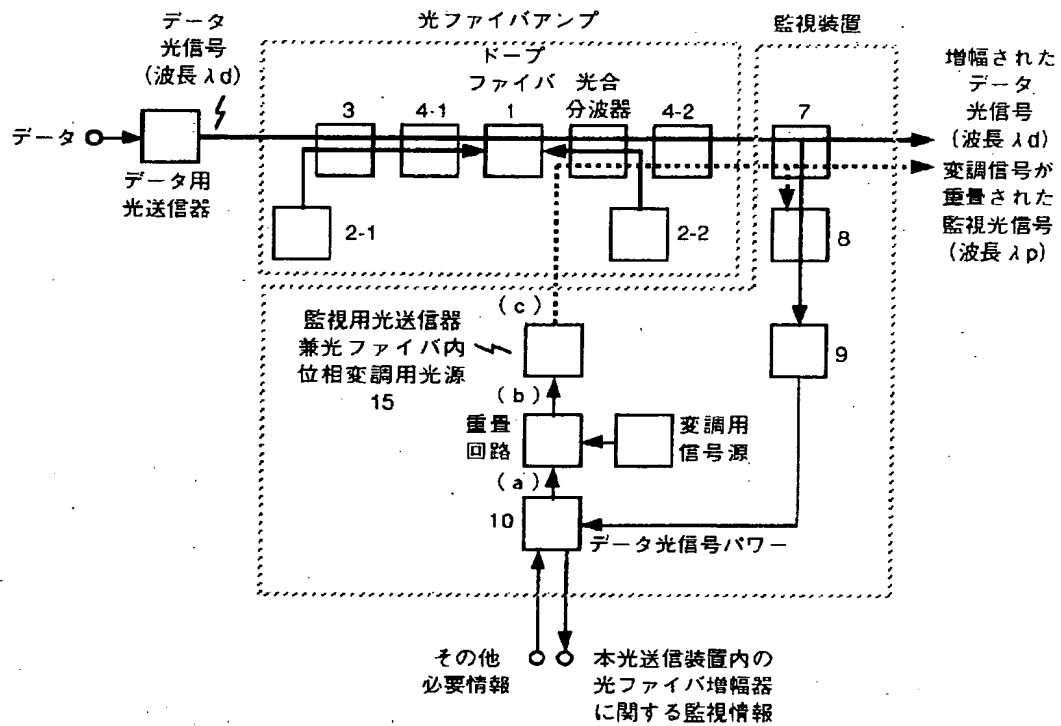 光ファイバアンプ
監視装置
データ
光信号
(波長λd)
ドープ
ファイバ
光合
分波器
増幅された
データ
光信号
(波長λd)
3
4-1
1
4-2
7
データ
データ用
光送信器
変調信号が
重畳された
監視光信号
(波長λp)
2-1
2-2
8
(c)
監視用光送信器
兼光ファイバ内
位相変調用光源
15
9
(b)
重畳
回路
変調用
信号源
(a)
10
データ光信号パワー
その他
必要情報
本光送信装置内の
光ファイバ増幅器
に関する監視情報